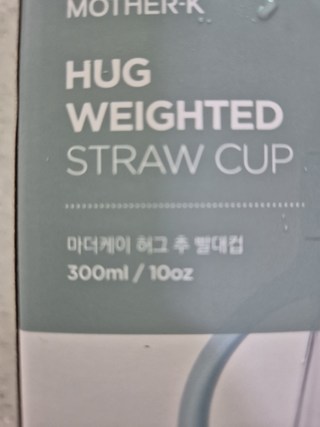 MOTHER-K
HUG
WEIGHTED
STRAW CUP
마더케이 허그 추 빨대컵
300ml / 10oz